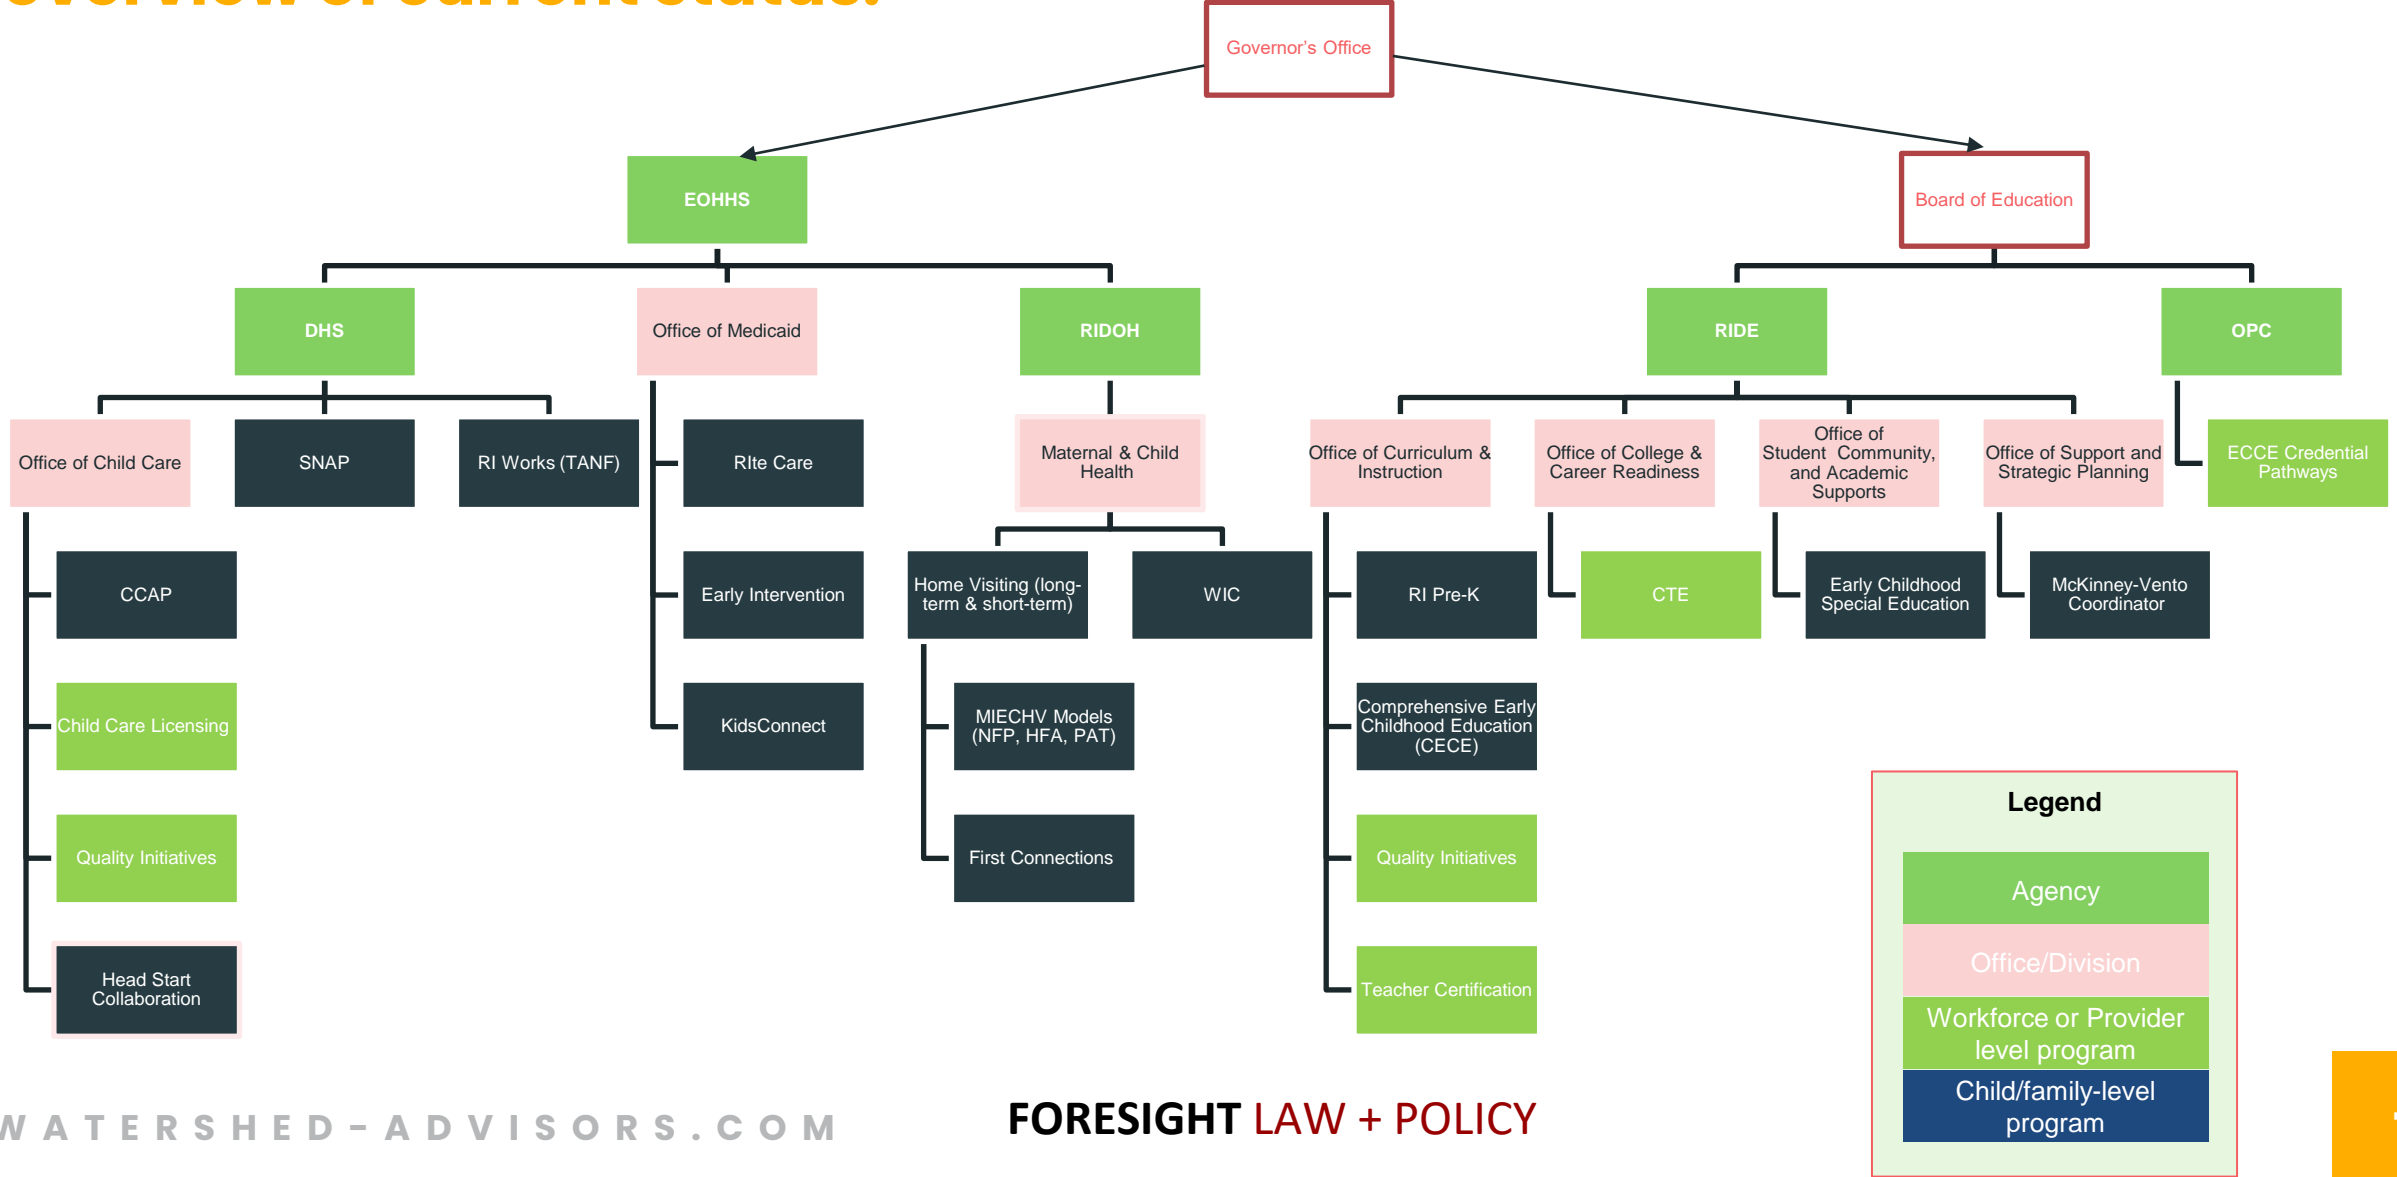 overview of current status.
Governor’s Office
EOHHS
Board of Education
DHS
Office of Medicaid
RIDOH
RIDE
OPC
Office of Child Care
SNAP
RI Works (TANF)
RIte Care
Maternal & Child
Health
Office of Curriculum &
Instruction
Office of College &
Career Readiness
Office of
Student Community,
and Academic
Supports
Office of Support and
Strategic Planning
ECCE Credential
Pathways
CCAP
Early Intervention
Home Visiting (long-
term & short-term)
WIC
RI Pre-K
CTE
Early Childhood
Special Education
McKinney-Vento
Coordinator
Child Care Licensing
KidsConnect
MIECHV Models
(NFP, HFA, PAT)
Comprehensive Early
Childhood Education
(CECE)
Quality Initiatives
First Connections
Quality Initiatives
Head Start
Collaboration
Teacher Certification
Legend
Agency
Office/Division
Workforce or Provider
level program
Child/family-level
program
WATERSHED-ADVISORS.COM
FORESIGHT LAW + POLICY